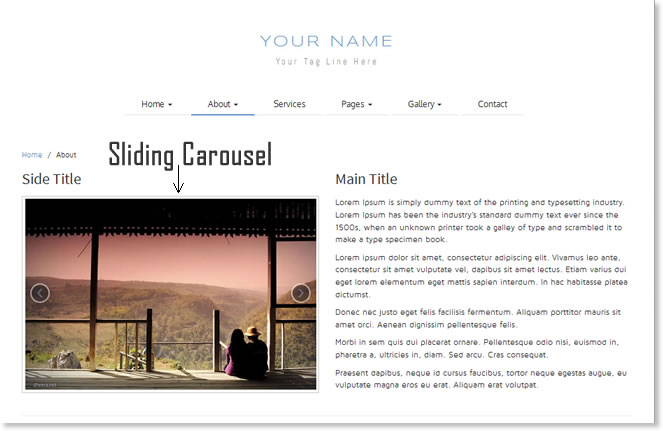 YOUR NAME
Your Tag Line Here
Home About Services Pages Gallery Contact
Home / About
Sliding Carousel
Side Title
Main Title
Lorem Ipsum is simply dummy text of the printing and typesetting industry.
Lorem Ipsum has been the industry's standard dummy text ever since the
1500s, when an unknown printer took a galley of type and scrambled it to
make a type specimen book.
Lorem ipsum dolor sit amet, consectetur adipiscing elit. Vivamus leo ante,
consectetur sit amet vulputate vel, dapibus sit amet lectus. Etiam varius dui
eget lorem elementum eget mattis sapien interdum. In hac habitasse platea
dictumst.
Donec nec justo eget felis facilisis fermentum. Aliquam porttitor mauris sit
amet orci. Aenean dignissim pellentesque felis.
Morbi in sem quis dui placerat ornare. Pellentesque odio nisi, euismod in,
pharetra a, ultricies in, diam. Sed arcu. Cras consequat.
Praesent dapibus, neque id cursus faucibus, tortor neque egestas augue, eu
vulputate magna eros eu erat. Aliquam erat volutpat.